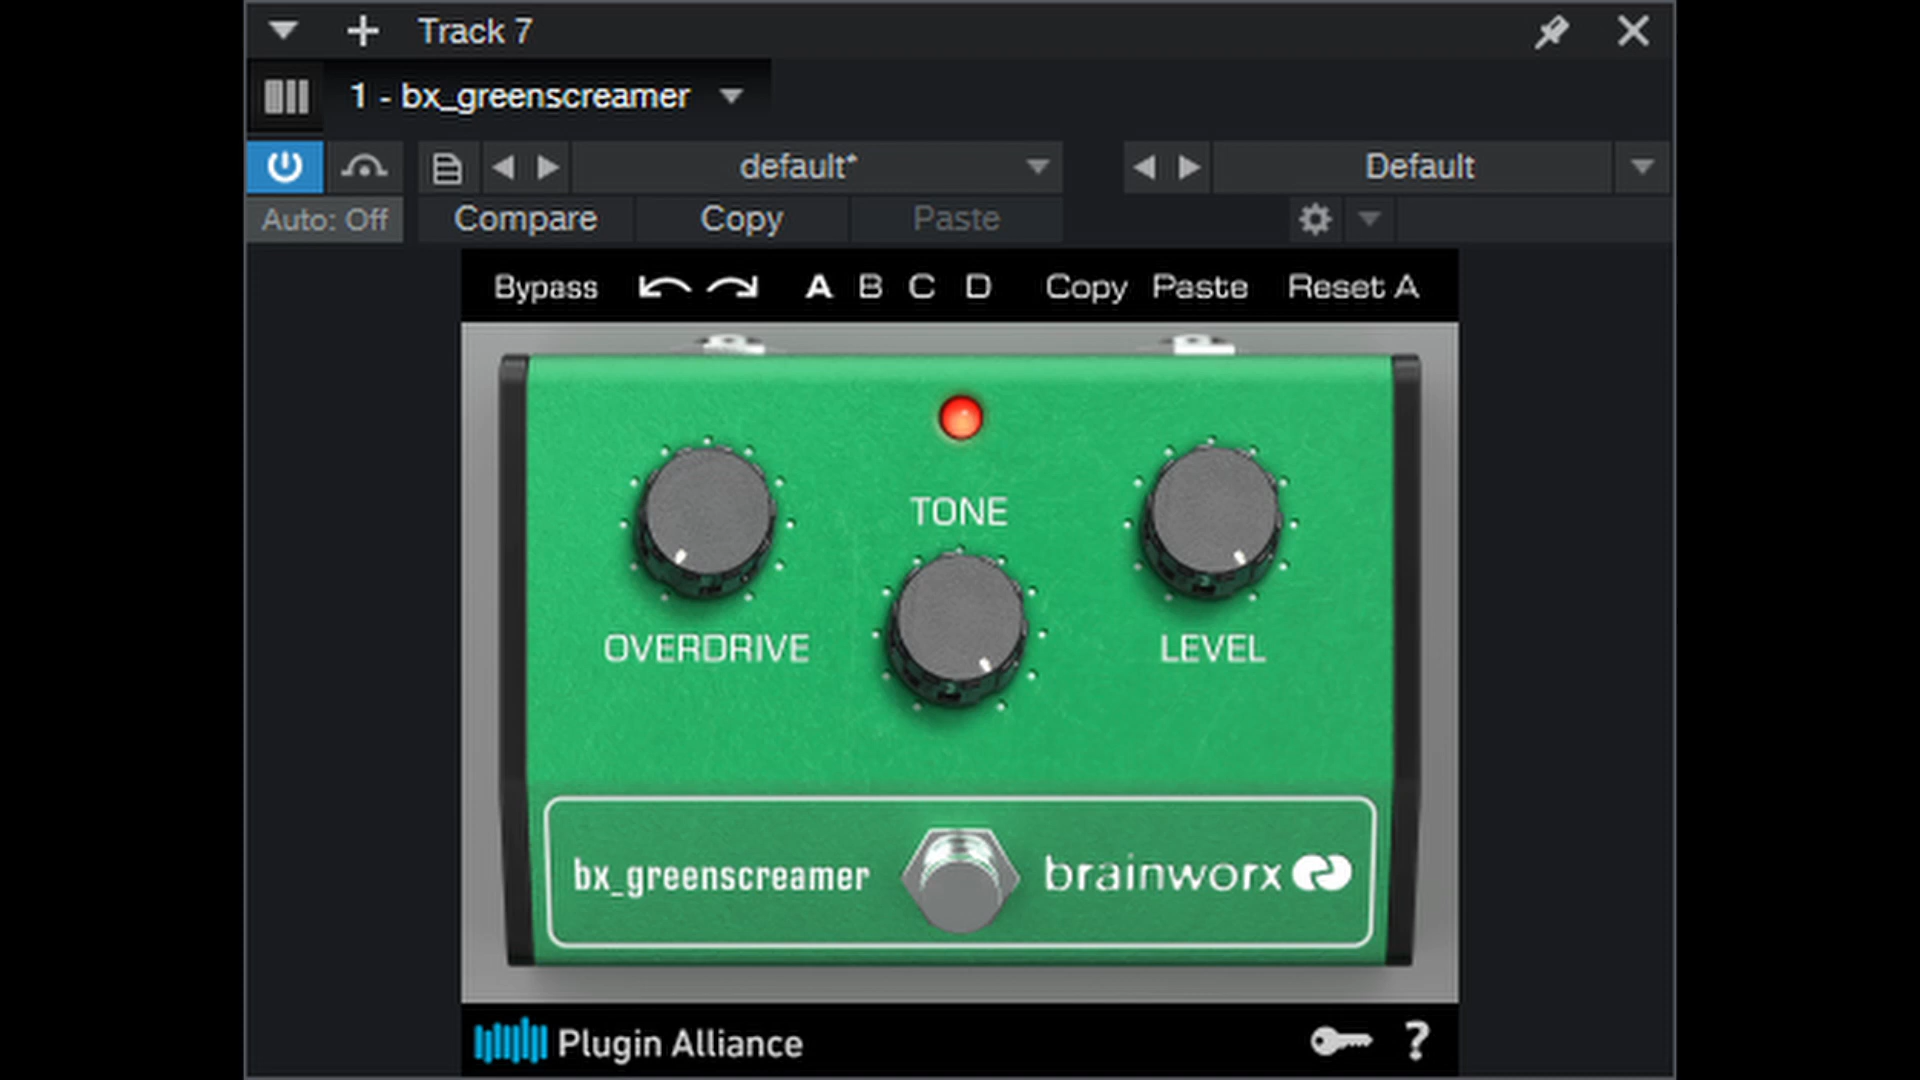 Track 7
1 - bx_greenscreamer
default*
Default
Auto: Off
Compare
Copy
Paste
Bypass A B C D Copy Paste Reset A
TONE
OVERDRIVE
LEVEL
bx_greenscreamer
brainworx
Plugin Alliance
?